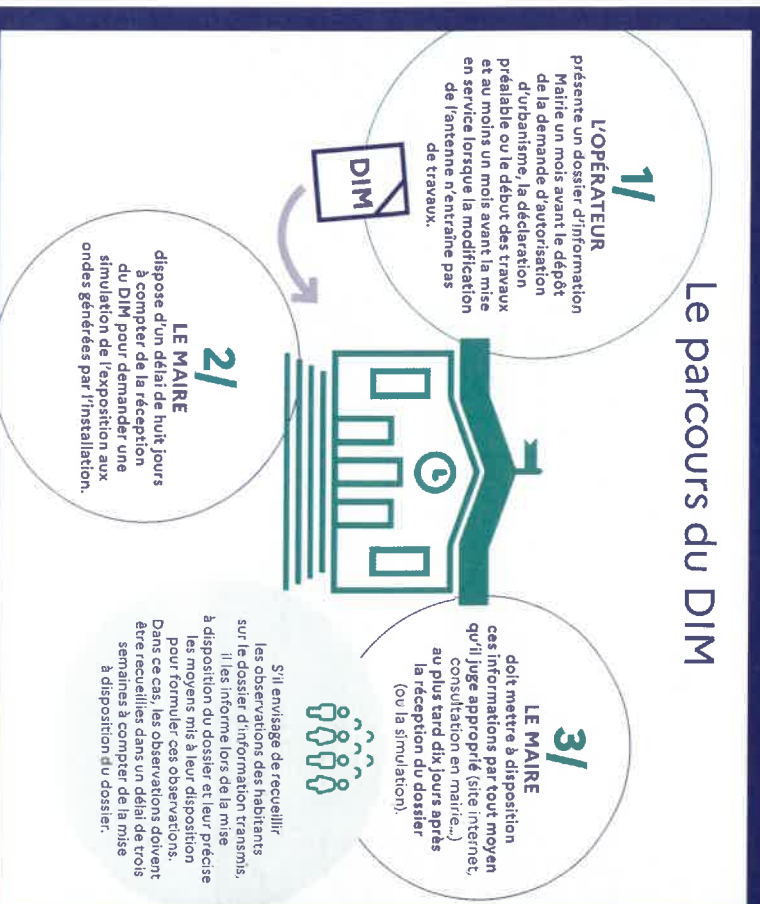 Le parcours du DIM
1/
L'OPÉRATEUR
présente un dossier d'information
Mairie un mois avant le dépôt
de la demande d'autorisation
d'urbanisme, la déclaration
préalable ou le début des travaux
et au moins un mois avant la mise
en service lorsque la modification
de l'antenne n'entraîne pas
de travaux.
DIM
2/
LE MAIRE
dispose d'un délai de huit jours
à compter de la réception
du DIM pour demander une
simulation de l'exposition aux
ondes générées par l'installation.
3/
LE MAIRE
doit mettre à disposition
ces informations par tout moyen
qu'il juge approprié (site internet,
consultation en mairie...)
au plus tard dix jours après
la réception du dossier
(ou la simulation).
S'il envisage de recueillir
les observations des habitants
sur le dossier d'information transmis,
il les informe lors de la mise
à disposition du dossier et leur précise
les moyens mis à leur disposition
pour formuler ces observations.
Dans ce cas, les observations doivent
être recueillies dans un délai de trois
semaines à compter de la mise
à disposition du dossier.